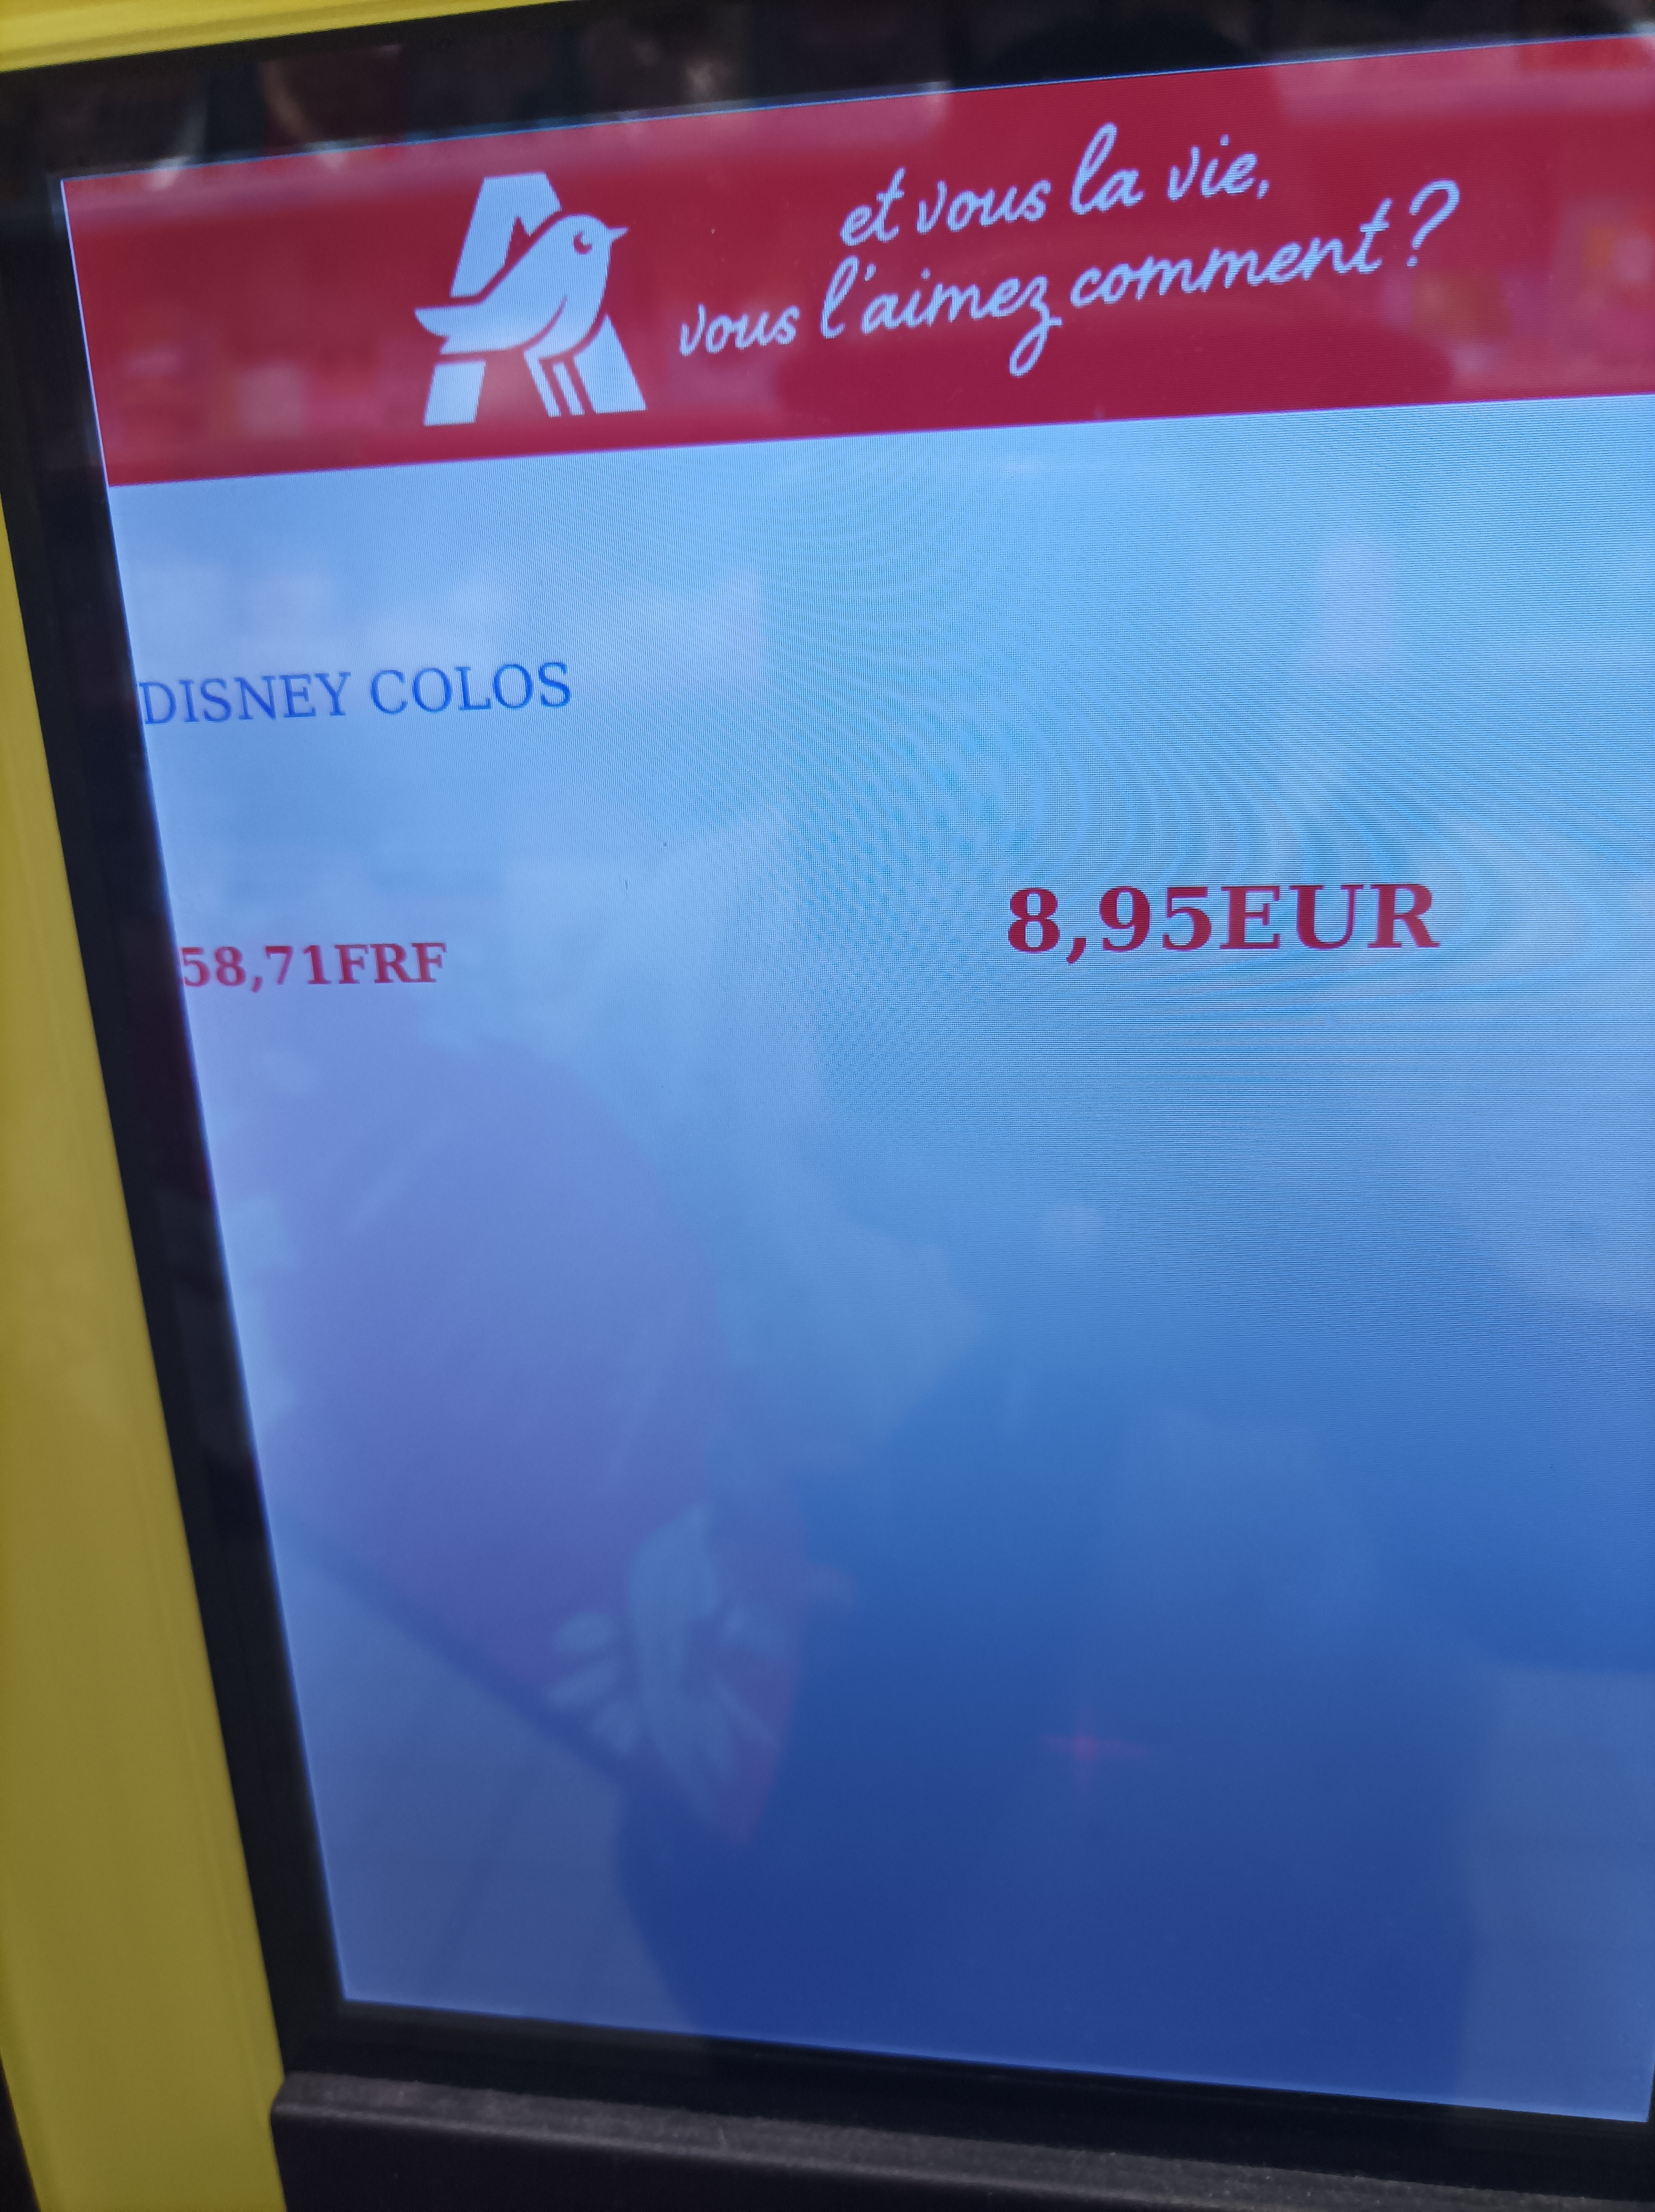 et vous la vie,
vous l'aimez comment ?
DISNEY COLOS
58,71FRF
8,95EUR